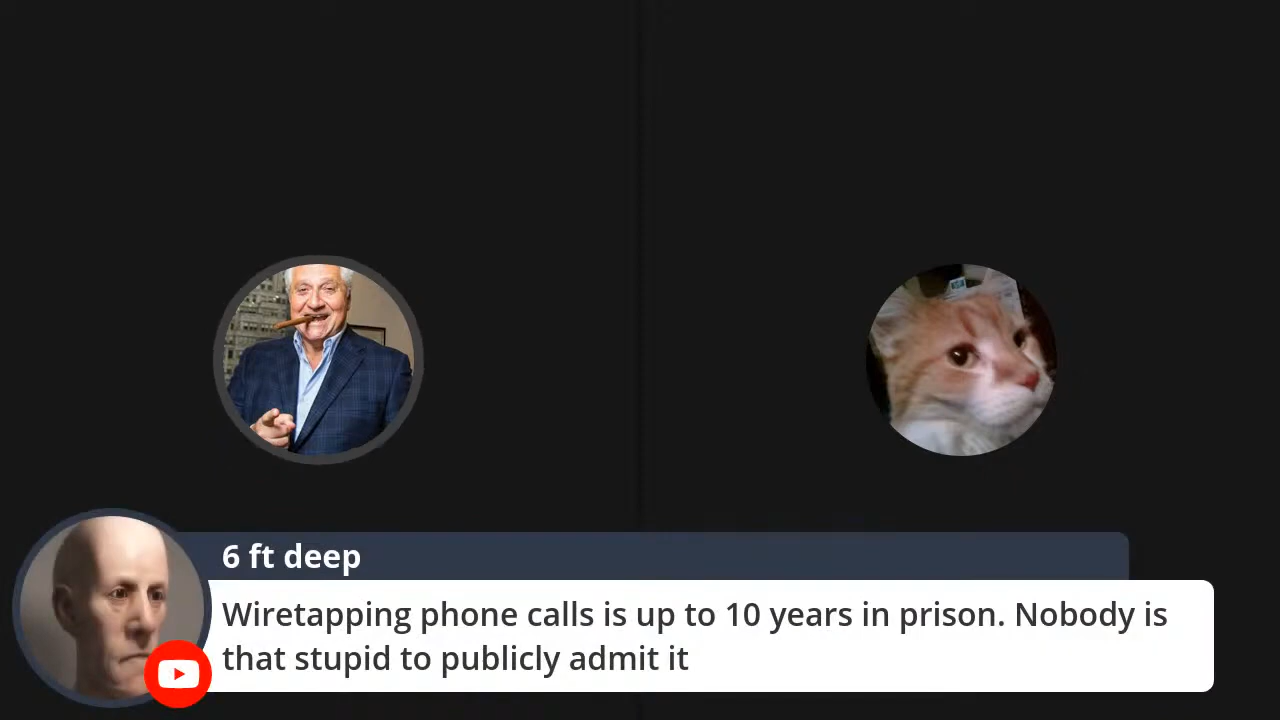 6 ft deep
Wiretapping phone calls is up to 10 years in prison. Nobody is
that stupid to publicly admit it